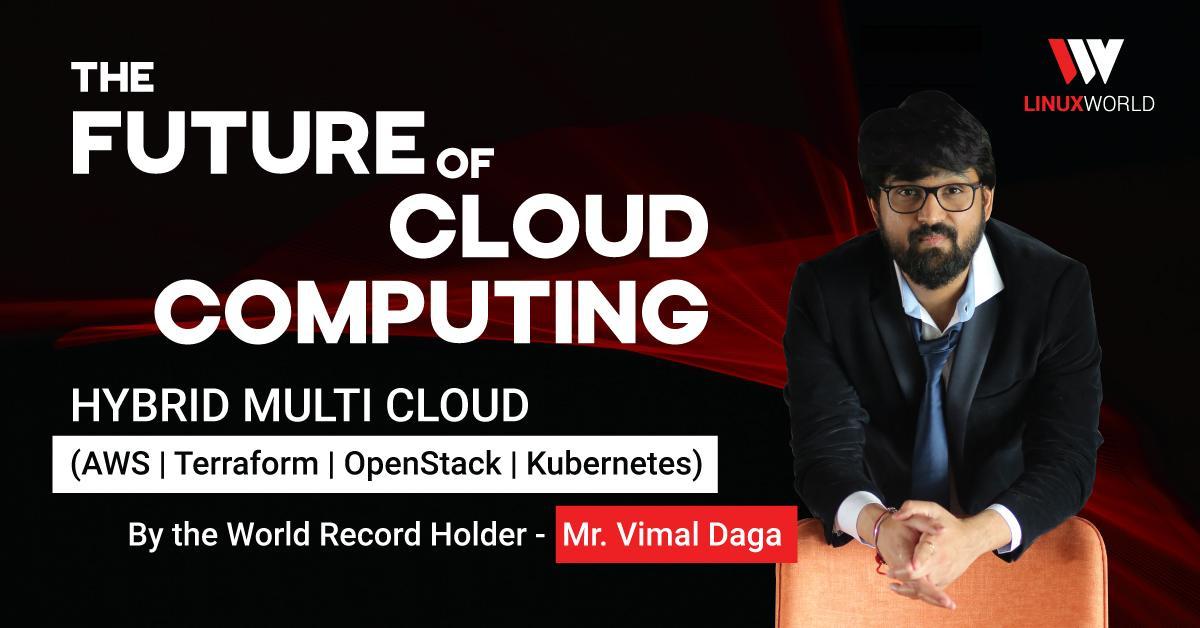 THE
FUTURE OF
CLOUD
COMPUTING
HYBRID MULTI CLOUD
(AWS | Terraform | OpenStack | Kubernetes)
By the World Record Holder - Mr. Vimal Daga
LINUXWORLD